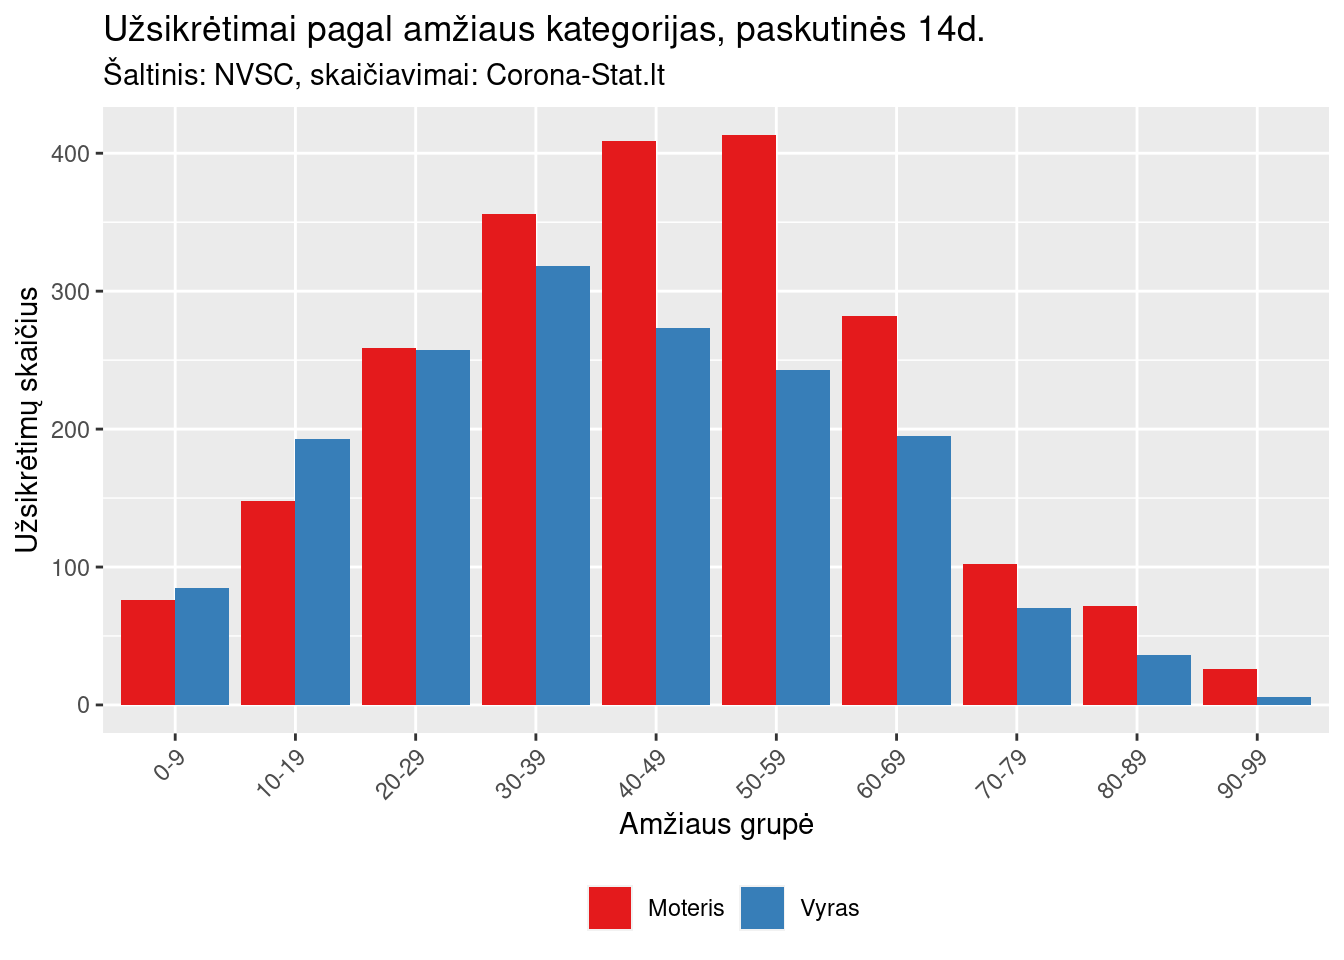 Užsikrėtimai pagal amžiaus kategorijas, paskutinės 14d.
Šaltinis: NVSC, skaičiavimai: Corona-Stat.lt
Užsikrėtimų skaičius
400
300
200
100
0
0-9
10-19
20-29
30-39
40-49
50-59
60-69
70-79
80-89
90-99
Amžiaus grupė
Moteris
Vyras